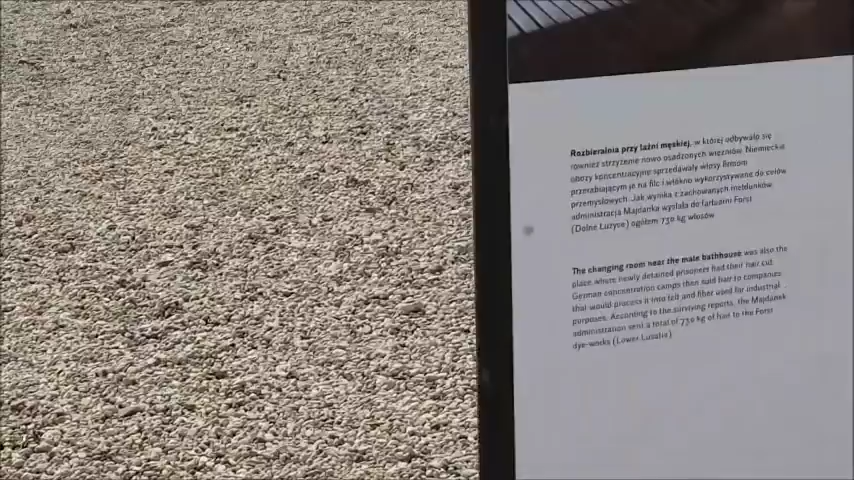 Rozbieralnia przy łaźni męskiej, w której odbywało się
również strzyżenie nowo osadzonych więźniów. Niemieckie
obozy koncentracyjne sprzedawały włosy firmom
przerabiającym je na filc i włókno wykorzystywane do celów
przemysłowych. Jak wynika z zachowanych meldunków
administracja Majdanka wysłała do farbiarni Forst
(Dolne Łużyce) ogółem 730 kg włosów
The changing room near the male bathhouse was also the
place where newly detained prisoners had their hair cut.
German concentration camps than sold hair to companies
that would process it into felt and fiber used for industrial
purposes. According to the surviving reports, the Majdanek
administration sent a total of 730 kg of hair to the Forst
dye-works (Lower Lusatia)